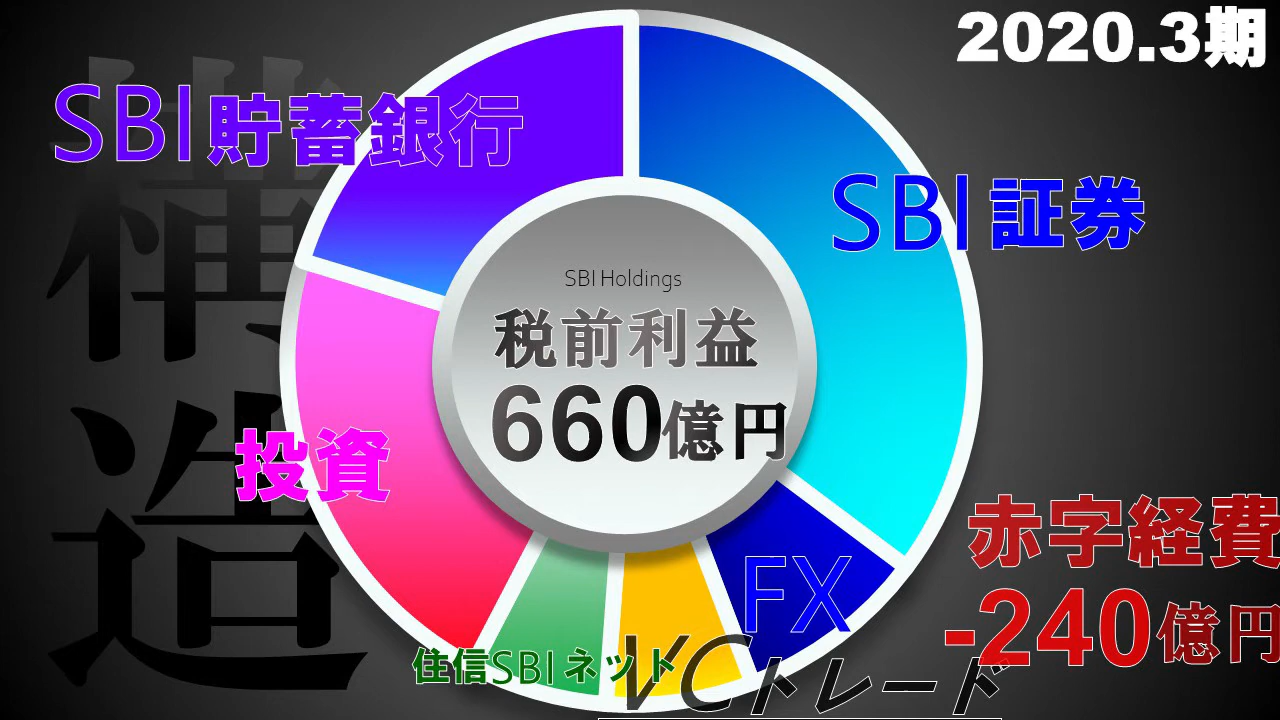 2020.3期
構造
SBI貯蓄銀行
SBI証券
SBI Holdings
税前利益
660億円
投資
赤字経費
-240億円
FX
住信SBIネット
VCトレード